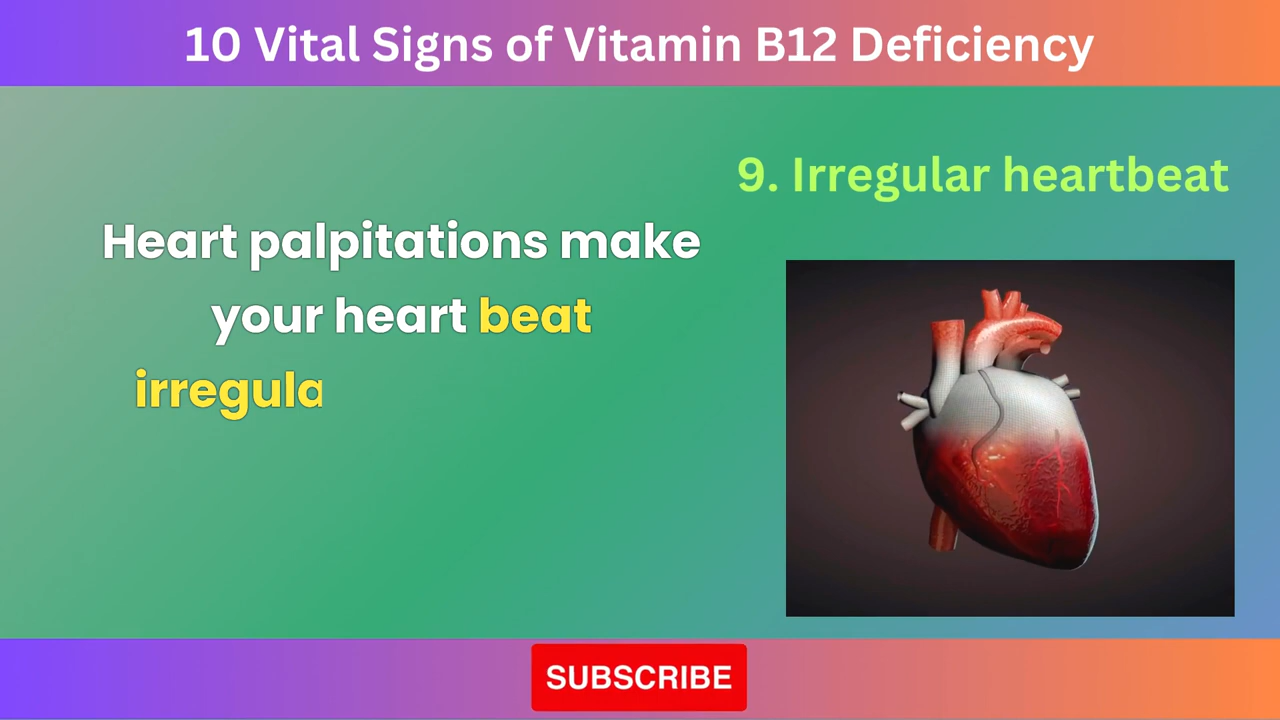 10 Vital Signs of Vitamin B12 Deficiency
9. Irregular heartbeat
Heart palpitations make
your heart beat
irregula
SUBSCRIBE